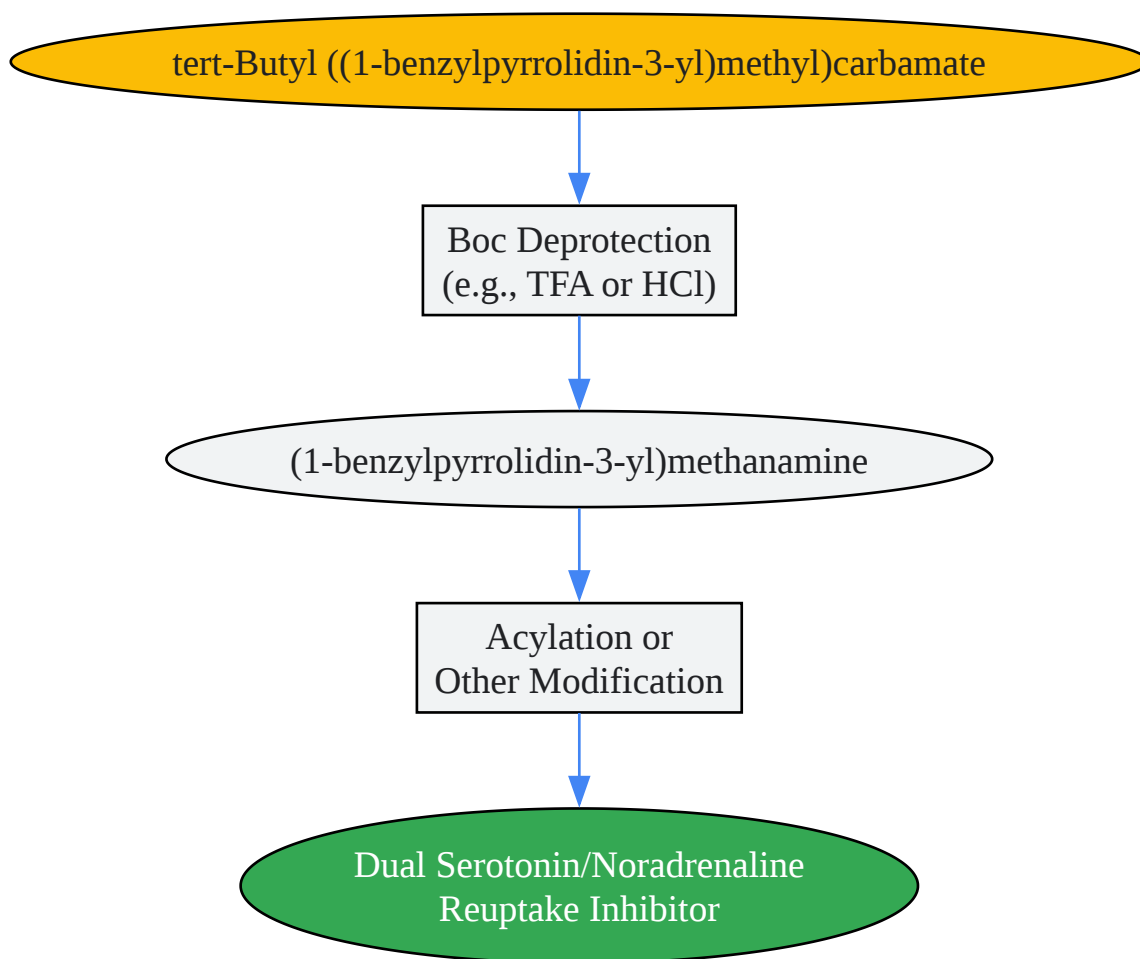 tert-Butyl ((1-benzylpyrrolidin-3-yl)methyl)carbamate
Boc Deprotection
(e.g., TFA or HCl)
(1-benzylpyrrolidin-3-yl)methanamine
Acylation or
Other Modification
Dual Serotonin/Noradrenaline
Reuptake Inhibitor